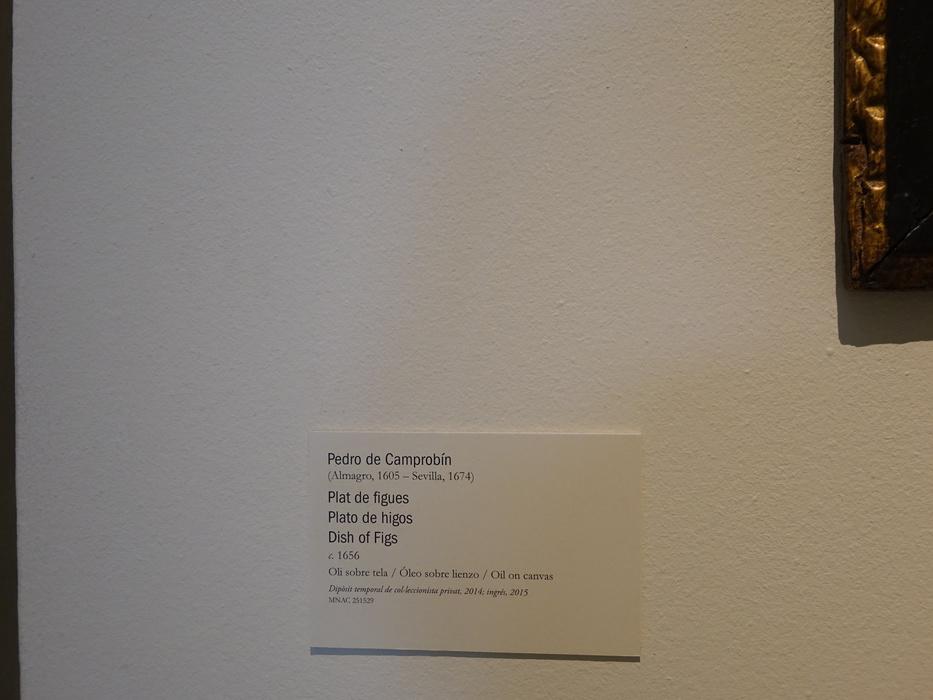 Pedro de Camprobín
(Almagro, 1605 – Sevilla, 1674)
Plat de figues
Plato de higos
Dish of Figs
c. 1656
Oli sobre tela / Óleo sobre lienzo / Oil on canvas
Dipòsit temporal de col·leccionista privat, 2014; ingrés, 2015
MNAC 251529